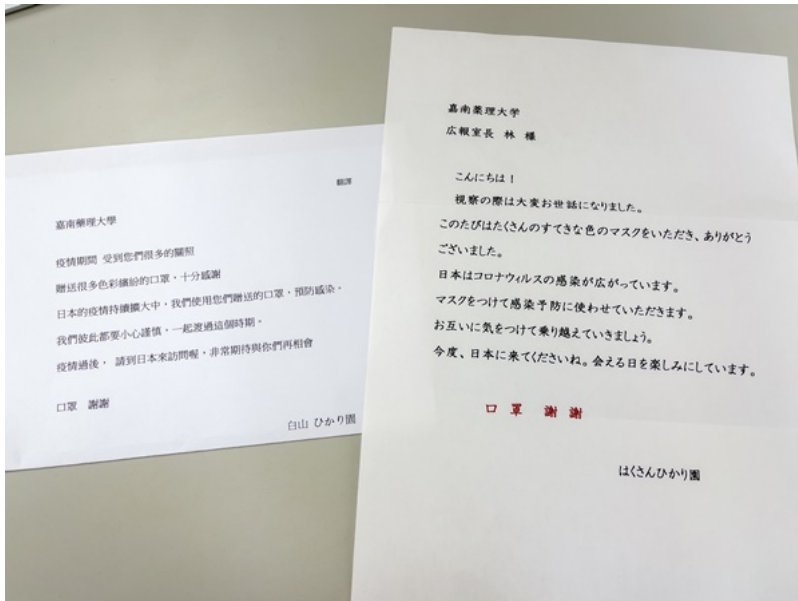 翻譯
嘉南藥理大學
疫情期間 受到您們很多的關照
贈送很多色彩繽紛的口罩，十分感謝
日本的疫情持續擴大中，我們使用您們贈送的口罩，預防感染。
我們彼此都要小心謹慎，一起渡過這個時期。
疫情過後， 請到日本來訪問喔，非常期待與你們再相會
口罩 謝謝
白山 ひかり園
嘉南薬理大学
広報室長 林 様
こんにちは！
視察の際は大変お世話になりました。
このたびはたくさんのすてきな色のマスクをいただき、ありがとう
ございました。
日本はコロナウィルスの感染が広がっています。
マスクをつけて感染予防に使わせていただきます。
お互いに気をつけて乗り越えていきましょう。
今度、日本に来てくださいね。会える日を楽しみにしています。
口 罩 謝 謝
はくさんひかり園